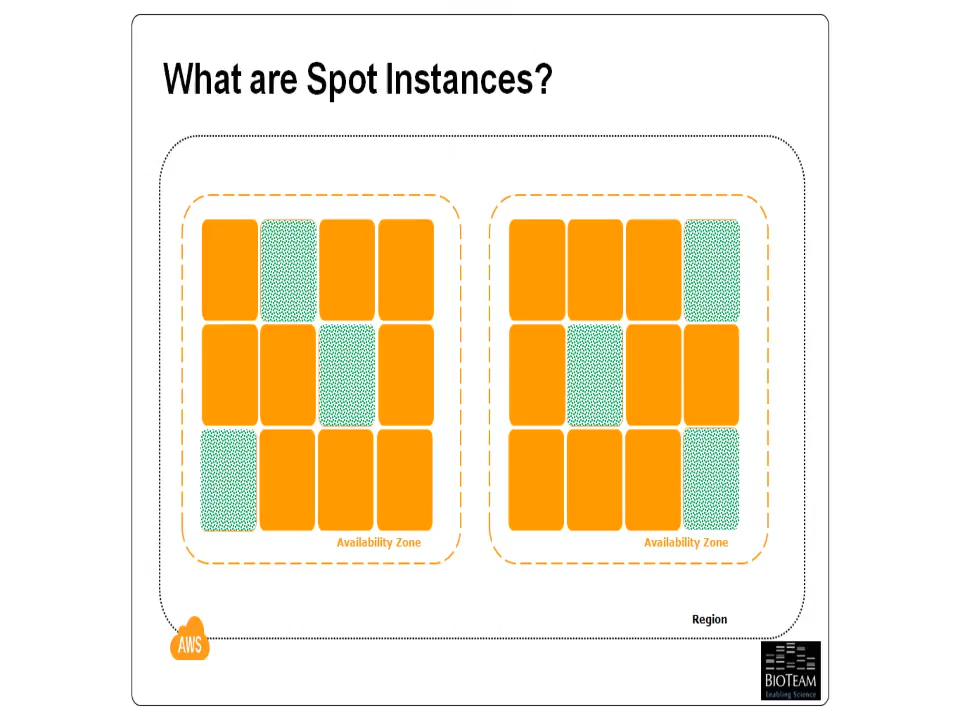 What are Spot Instances?
Availability Zone
Availability Zone
Region
AWS
BIOTEAM
Enabling Science